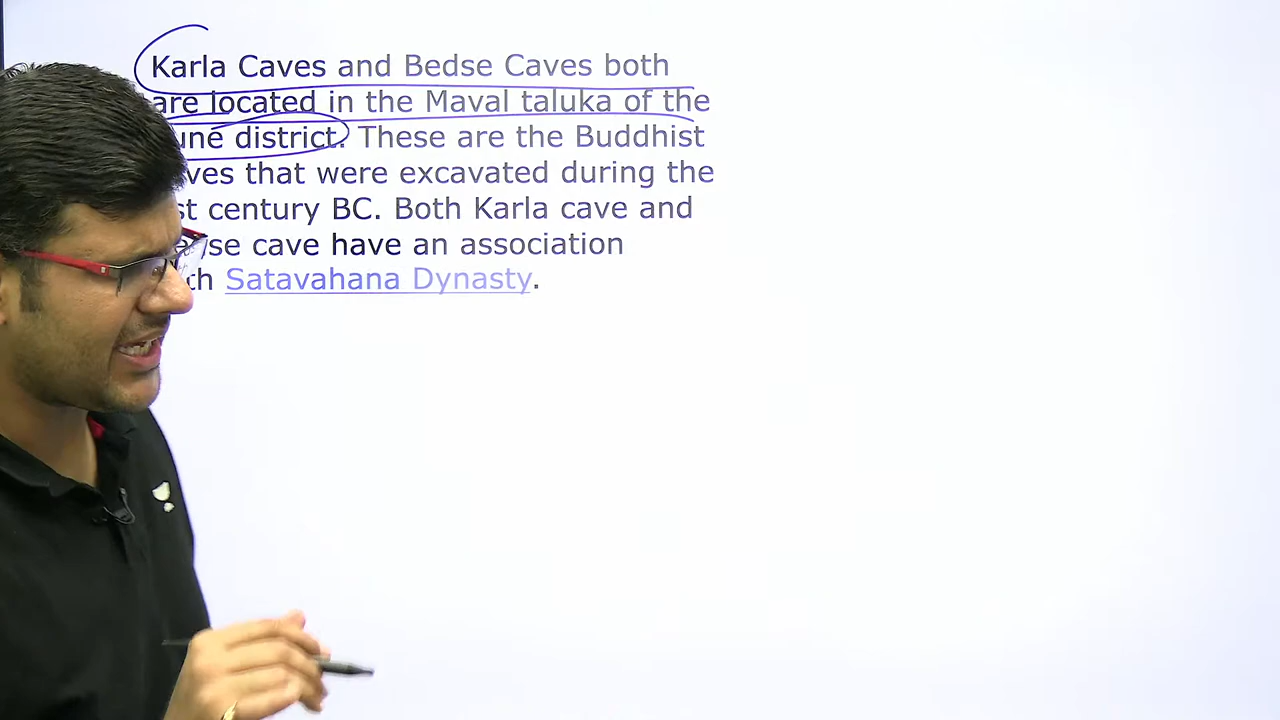 Karla Caves and Bedse Caves both
are located in the Maval taluka of the
une district. These are the Buddhist
ves that were excavated during the
st century BC. Both Karla cave and
se cave have an association
ch Satavahana Dynasty.